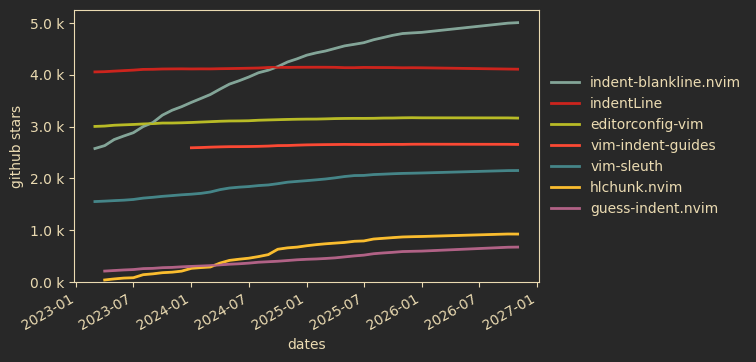 5.0 k
4.0 k
3.0 k
2.0 k
1.0 k
0.0 k
github stars
2023-01
2023-07
2024-01
2024-07
2025-01
2025-07
2026-01
2026-07
2027-01
dates
indent-blankline.nvim
indentLine
editorconfig-vim
vim-indent-guides
vim-sleuth
hlchunk.nvim
guess-indent.nvim